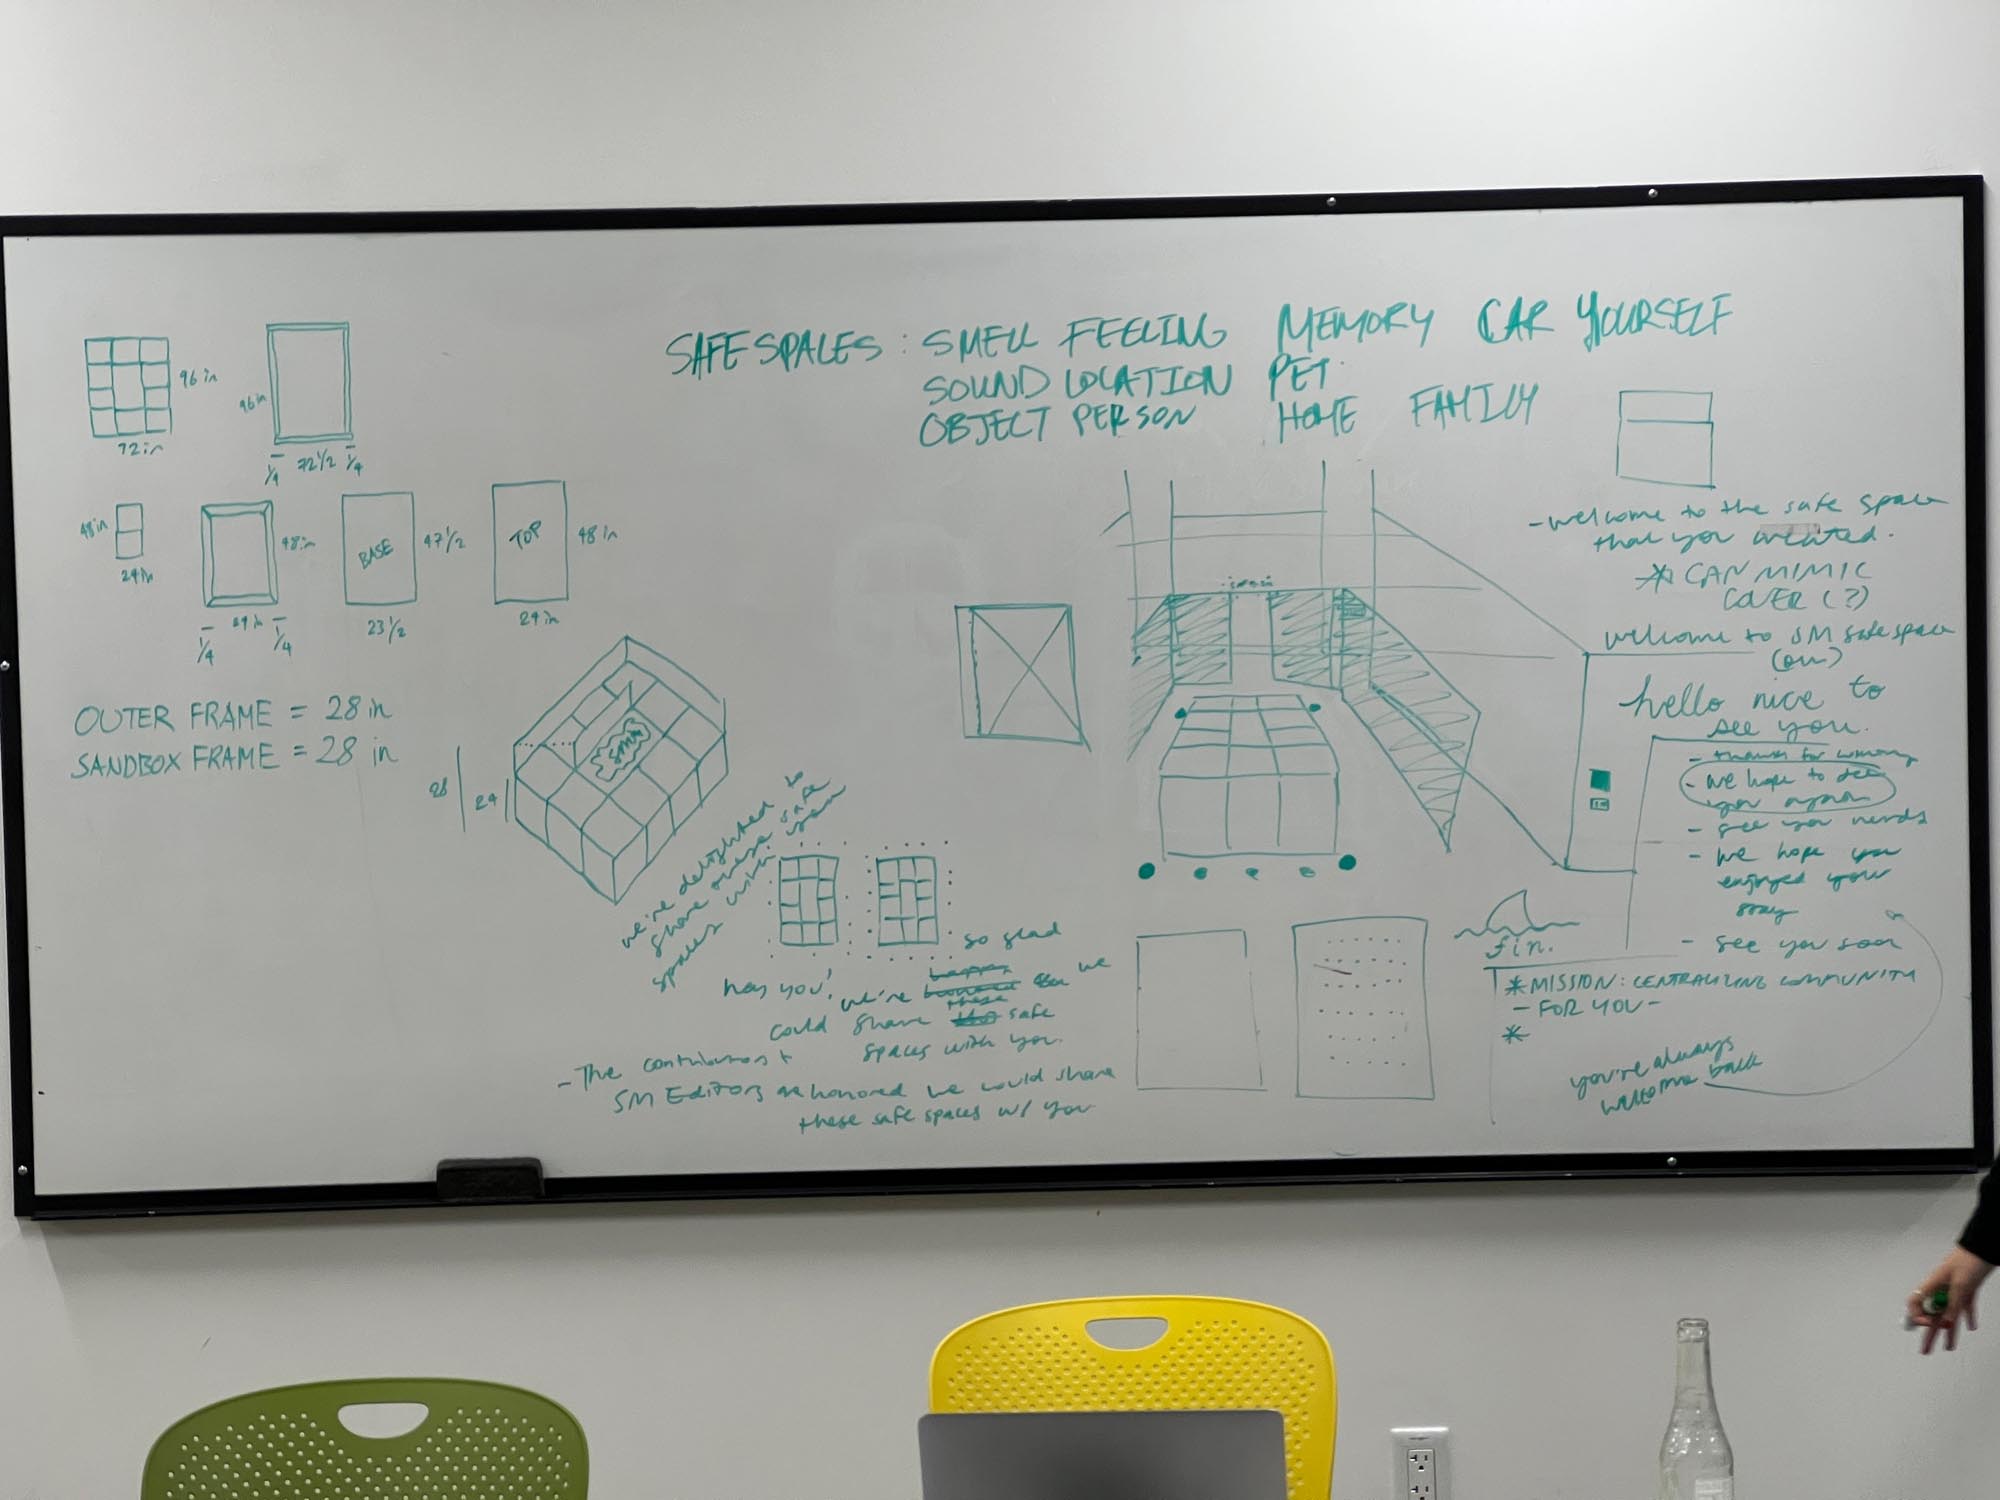 SAFE SPACES: SMELL FEELING MEMORY CAR YOURSELF
SOUND LOCATION PET
OBJECT PERSON HOME FAMILY
96 in
72 in
96 in
1/4 72 1/2 1/4
48 in
24 in
48 in
24 in
1/4 1/4
BASE
47 1/2
23 1/2
TOP
48 in
24 in
OUTER FRAME = 28 in
SANDBOX FRAME = 28 in
28
24
SMM
we're delighted to
share these safe
spaces with you
hey you!
so glad
we're happy honored we
could share these safe
spaces with you.
- The contributors +
SM Editors are honored we could share
these safe spaces w/ you
- welcome to the safe space
that you created.
* CAN MIMIC
COVER (?)
welcome to SM safe space
(our)
hello nice to
see you.
- thanks for coming
- we hope to see
you again
- see you nerds
- we hope you
enjoyed your
stay
- see you soon
fin.
* MISSION: CENTRALIZING COMMUNITY
- FOR YOU -
*
you're always
welcome back